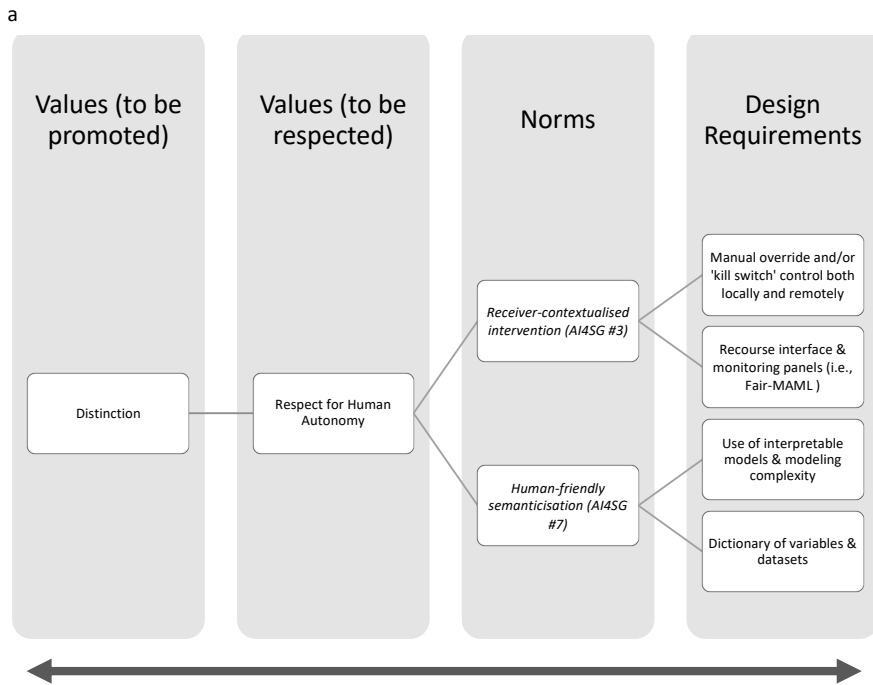 a
Values (to be
promoted)
Values (to be
respected)
Norms
Design
Requirements
Distinction
Respect for Human
Autonomy
Receiver-contextualised
intervention (AI4SG #3)
Human-friendly
semanticisation (AI4SG
#7)
Manual override and/or
'kill switch' control both
locally and remotely
Recourse interface &
monitoring panels (i.e.,
Fair-MAML )
Use of interpretable
models & modeling
complexity
Dictionary of variables &
datasets